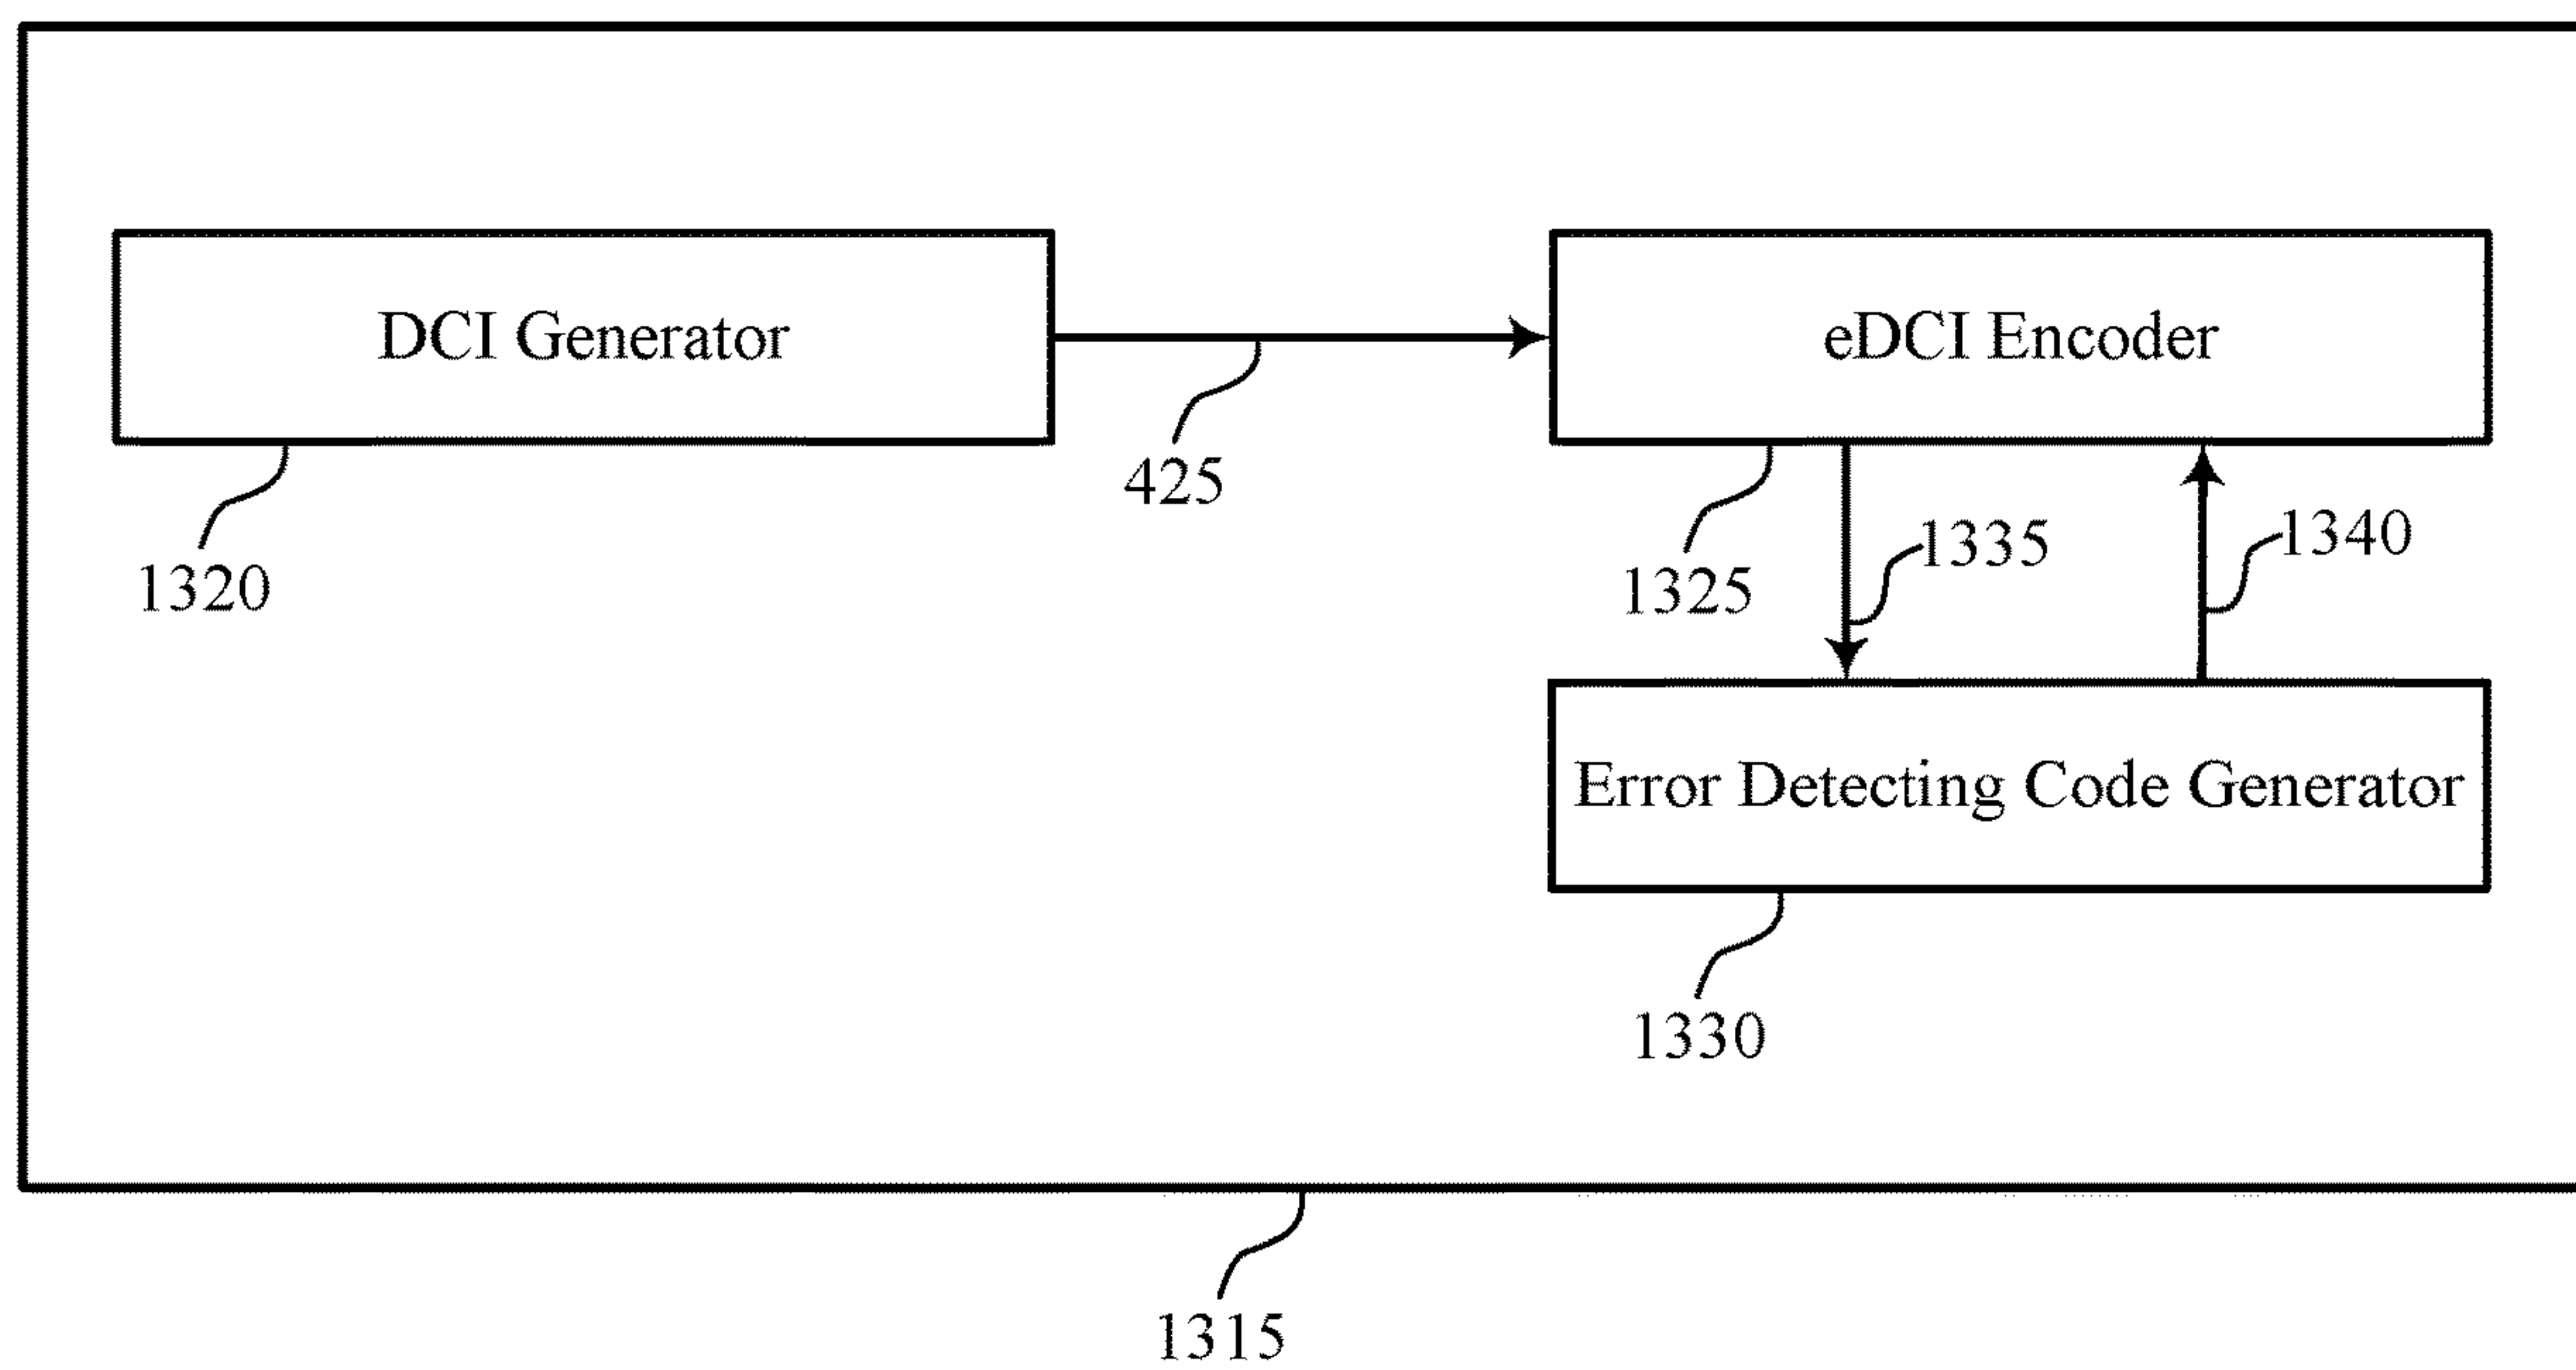 DCI Generator
eDCI Encoder
425
1320
1325
1335
1340
Error Detecting Code Generator
1330
1315